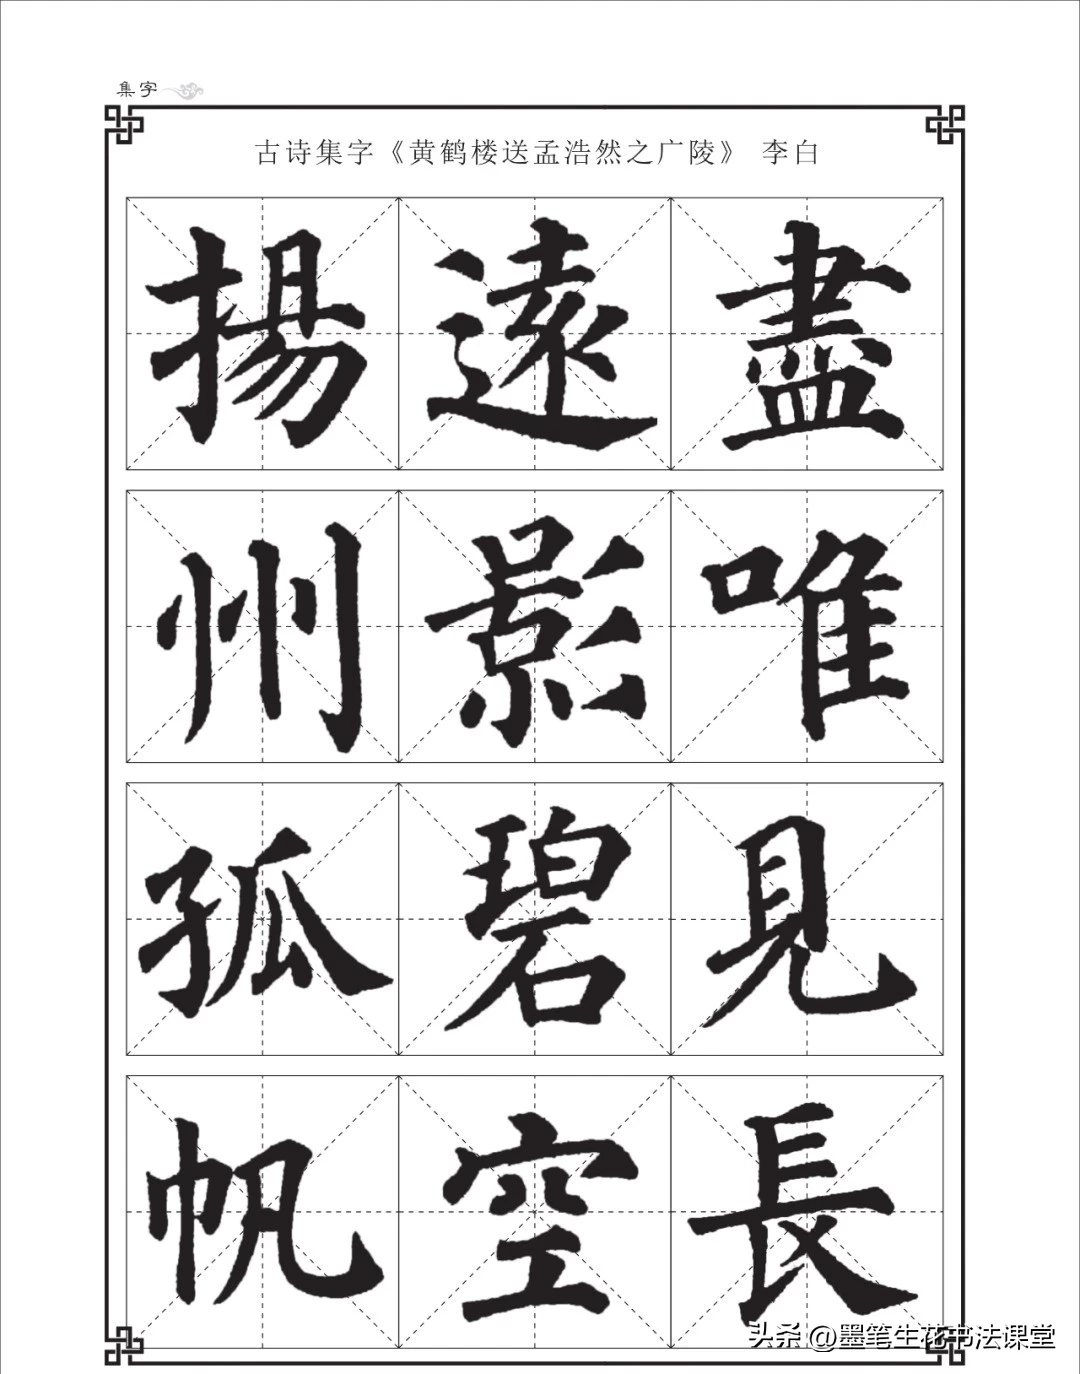 集字
古诗集字《黄鹤楼送孟浩然之广陵》 李白
揚州孤帆
遠影碧空
盡唯見長
头条 @墨笔生花书法课堂